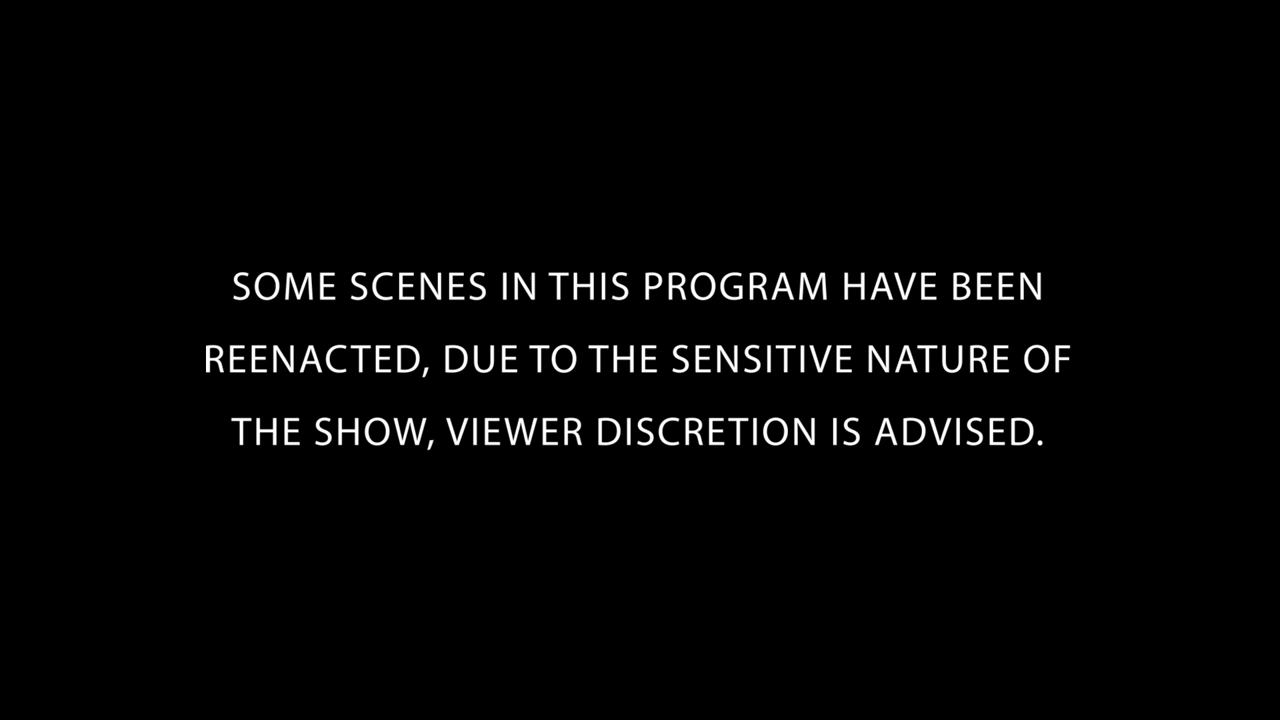 SOME SCENES IN THIS PROGRAM HAVE BEEN
REENACTED, DUE TO THE SENSITIVE NATURE OF
THE SHOW, VIEWER DISCRETION IS ADVISED.